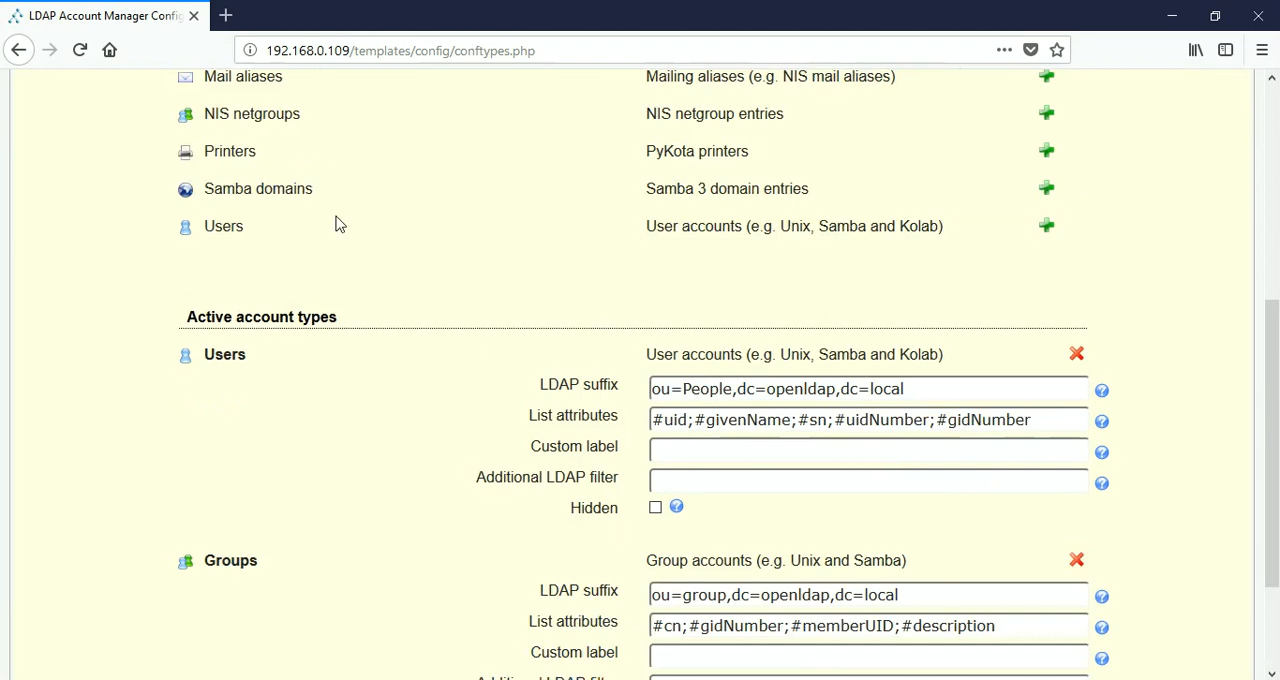 LDAP Account Manager Config
192.168.0.109/templates/config/conftypes.php
Mail aliases Mailing aliases (e.g. NIS mail aliases)
NIS netgroups NIS netgroup entries
Printers PyKota printers
Samba domains Samba 3 domain entries
Users User accounts (e.g. Unix, Samba and Kolab)
Active account types
Users User accounts (e.g. Unix, Samba and Kolab)
LDAP suffix ou=People,dc=openldap,dc=local
List attributes #uid;#givenName;#sn;#uidNumber;#gidNumber
Custom label
Additional LDAP filter
Hidden
Groups Group accounts (e.g. Unix and Samba)
LDAP suffix ou=group,dc=openldap,dc=local
List attributes #cn;#gidNumber;#memberUID;#description
Custom label